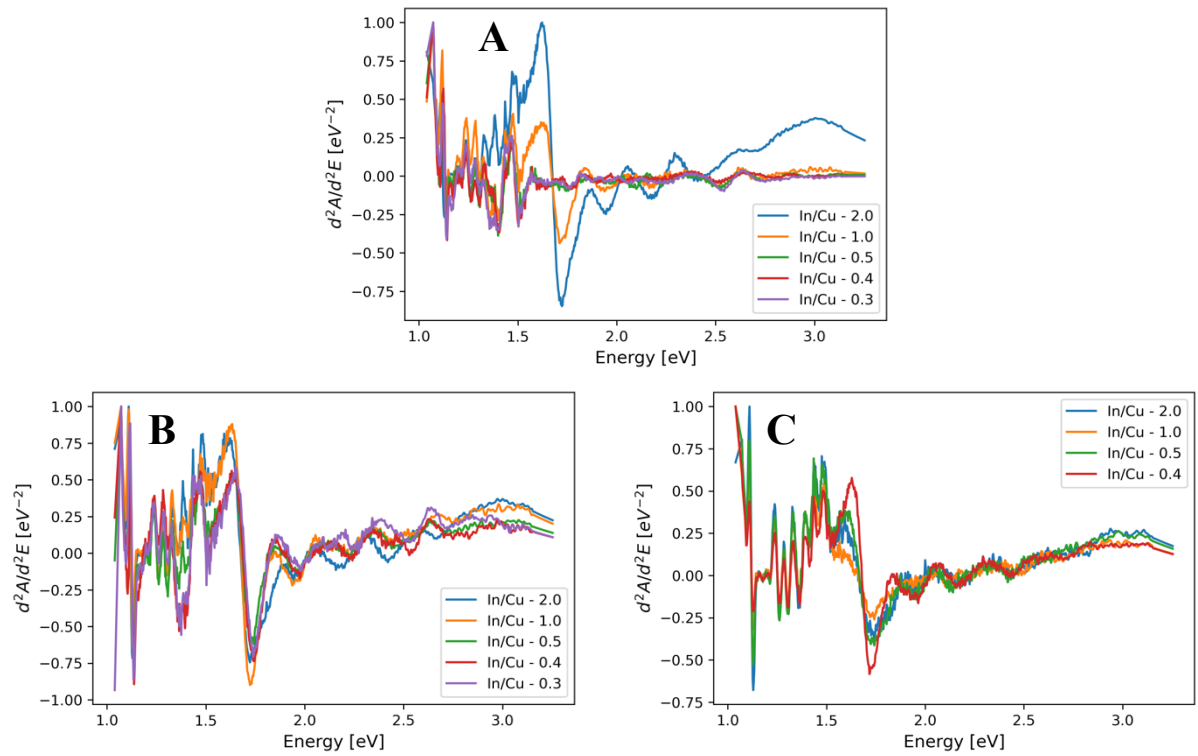 A
1.00
0.75
0.50
0.25
0.00
−0.25
−0.50
−0.75
d²A/d²E [eV⁻²]
1.0
1.5
2.0
2.5
3.0
Energy [eV]
In/Cu - 2.0
In/Cu - 1.0
In/Cu - 0.5
In/Cu - 0.4
In/Cu - 0.3
B
1.00
0.75
0.50
0.25
0.00
−0.25
−0.50
−0.75
−1.00
d²A/d²E [eV⁻²]
1.0
1.5
2.0
2.5
3.0
Energy [eV]
In/Cu - 2.0
In/Cu - 1.0
In/Cu - 0.5
In/Cu - 0.4
In/Cu - 0.3
C
1.00
0.75
0.50
0.25
0.00
−0.25
−0.50
−0.75
d²A/d²E [eV⁻²]
1.0
1.5
2.0
2.5
3.0
Energy [eV]
In/Cu - 2.0
In/Cu - 1.0
In/Cu - 0.5
In/Cu - 0.4